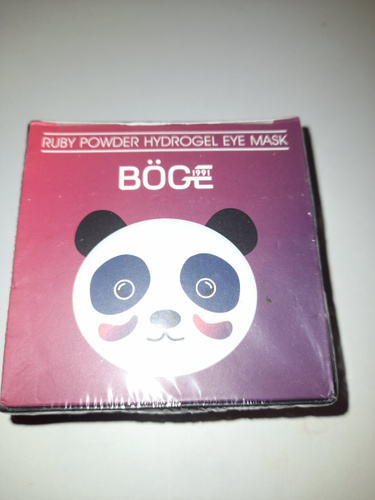 RUBY POWDER HYDROGEL EYE MASK
BÖGE
1991